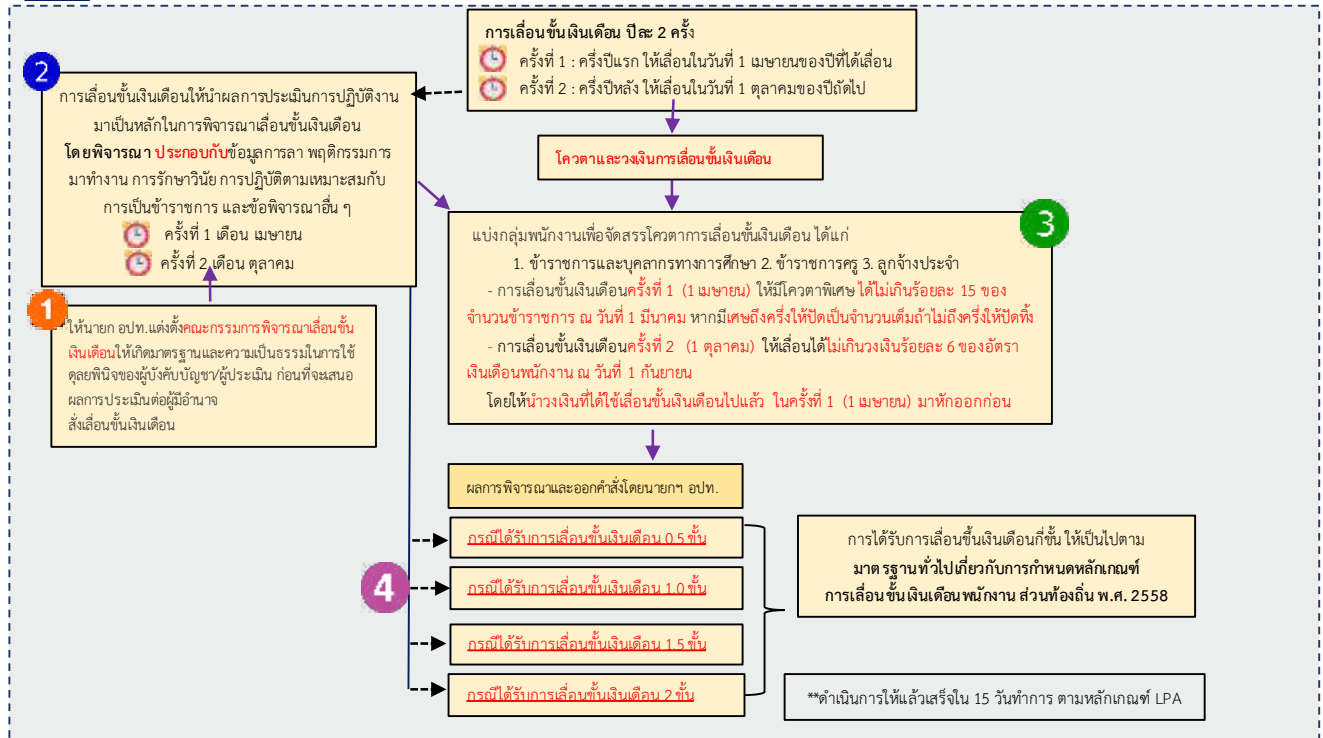 การเลื่อนขั้นเงินเดือน ปีละ 2 ครั้ง
ครั้งที่ 1 : ครึ่งปีแรก ให้เลื่อนในวันที่ 1 เมษายนของปีที่ได้เลื่อน
ครั้งที่ 2 : ครึ่งปีหลัง ให้เลื่อนในวันที่ 1 ตุลาคมของปีถัดไป
2
การเลื่อนขั้นเงินเดือนให้นำผลการประเมินการปฏิบัติงาน
มาเป็นหลักในการพิจารณาเลื่อนขั้นเงินเดือน
โดยพิจารณา ประกอบกับข้อมูลการลา พฤติกรรมการ
มาทำงาน การรักษาวินัย การปฏิบัติตามเหมาะสมกับ
การเป็นข้าราชการ และข้อพิจารณาอื่น ๆ
ครั้งที่ 1 เดือน เมษายน
ครั้งที่ 2 เดือน ตุลาคม
โควตาและวงเงินการเลื่อนขั้นเงินเดือน
1
ให้นายก อปท.แต่งตั้งคณะกรรมการพิจารณาเลื่อนขั้น
เงินเดือนให้เกิดมาตรฐานและความเป็นธรรมในการใช้
ดุลยพินิจของผู้บังคับบัญชา/ผู้ประเมิน ก่อนที่จะเสนอ
ผลการประเมินต่อผู้มีอำนาจ
สั่งเลื่อนขั้นเงินเดือน
3
แบ่งกลุ่มพนักงานเพื่อจัดสรรโควตาการเลื่อนขั้นเงินเดือน ได้แก่
1. ข้าราชการและบุคลากรทางการศึกษา 2. ข้าราชการครู 3. ลูกจ้างประจำ
- การเลื่อนขั้นเงินเดือนครั้งที่ 1 (1 เมษายน) ให้มีโควตาพิเศษ ได้ไม่เกินร้อยละ 15 ของ
จำนวนข้าราชการ ณ วันที่ 1 มีนาคม หากมีเศษถึงครึ่งให้ปัดเป็นจำนวนเต็มถ้าไม่ถึงครึ่งให้ปัดทิ้ง
- การเลื่อนขั้นเงินเดือนครั้งที่ 2 (1 ตุลาคม) ให้เลื่อนได้ไม่เกินวงเงินร้อยละ 6 ของอัตรา
เงินเดือนพนักงาน ณ วันที่ 1 กันยายน
โดยให้นำวงเงินที่ได้ใช้เลื่อนขั้นเงินเดือนไปแล้ว ในครั้งที่ 1 (1 เมษายน) มาหักออกก่อน
ผลการพิจารณาและออกคำสั่งโดยนายกฯ อปท.
4
กรณีได้รับการเลื่อนขั้นเงินเดือน 0.5 ขั้น
กรณีได้รับการเลื่อนขั้นเงินเดือน 1.0 ขั้น
กรณีได้รับการเลื่อนขั้นเงินเดือน 1.5 ขั้น
กรณีได้รับการเลื่อนขั้นเงินเดือน 2 ขั้น
การได้รับการเลื่อนขึ้นเงินเดือนกี่ขั้น ให้เป็นไปตาม
มาตรฐานทั่วไปเกี่ยวกับการกำหนดหลักเกณฑ์
การเลื่อนขั้นเงินเดือนพนักงาน ส่วนท้องถิ่น พ.ศ. 2558
**ดำเนินการให้แล้วเสร็จใน 15 วันทำการ ตามหลักเกณฑ์ LPA